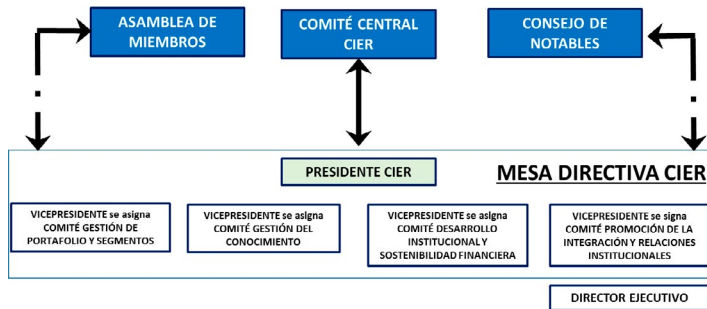 ASAMBLEA DE
MIEMBROS
COMITÉ CENTRAL
CIER
CONSEJO DE
NOTABLES
PRESIDENTE CIER
MESA DIRECTIVA CIER
VICEPRESIDENTE se asigna
COMITÉ GESTIÓN DE
PORTAFOLIO Y SEGMENTOS
VICEPRESIDENTE se asigna
COMITÉ GESTIÓN DEL
CONOCIMIENTO
VICEPRESIDENTE se asigna
COMITÉ DESARROLLO
INSTITUCIONAL Y
SOSTENIBILIDAD FINANCIERA
VICEPRESIDENTE se signa
COMITÉ PROMOCIÓN DE LA
INTEGRACIÓN Y RELACIONES
INSTITUCIONALES
DIRECTOR EJECUTIVO